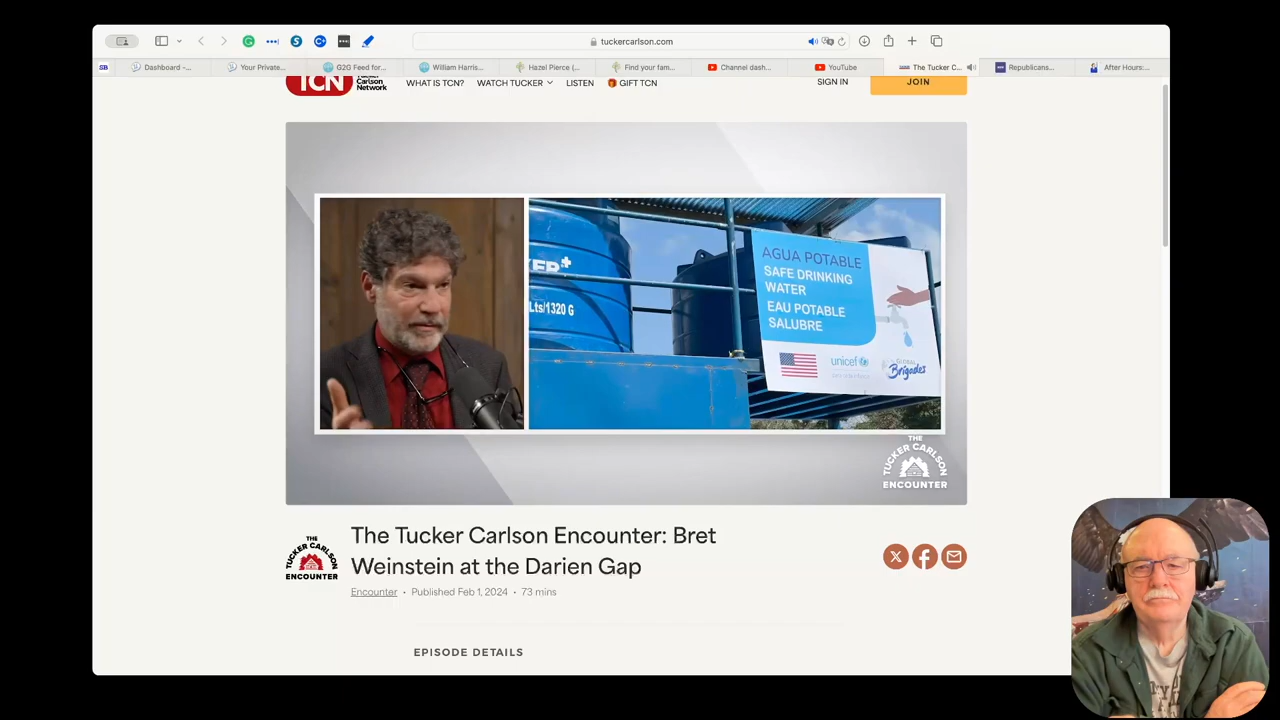 tuckercarlson.com
SB
Dashboard -...
Your Private...
G2G Feed for...
William Harris...
Hazel Pierce (...
Find your fam...
Channel dash...
YouTube
The Tucker C...
Republicans...
After Hours:...
TCN
Tucker
Carlson
Network
WHAT IS TCN?
WATCH TUCKER
LISTEN
GIFT TCN
SIGN IN
JOIN
Lts/1320 G
AGUA POTABLE
SAFE DRINKING
WATER
EAU POTABLE
SALUBRE
unicef
GLOBAL
Brigades
THE
TUCKER CARLSON
ENCOUNTER
THE
TUCKER CARLSON
ENCOUNTER
The Tucker Carlson Encounter: Bret
Weinstein at the Darien Gap
Encounter • Published Feb 1, 2024 • 73 mins
EPISODE DETAILS